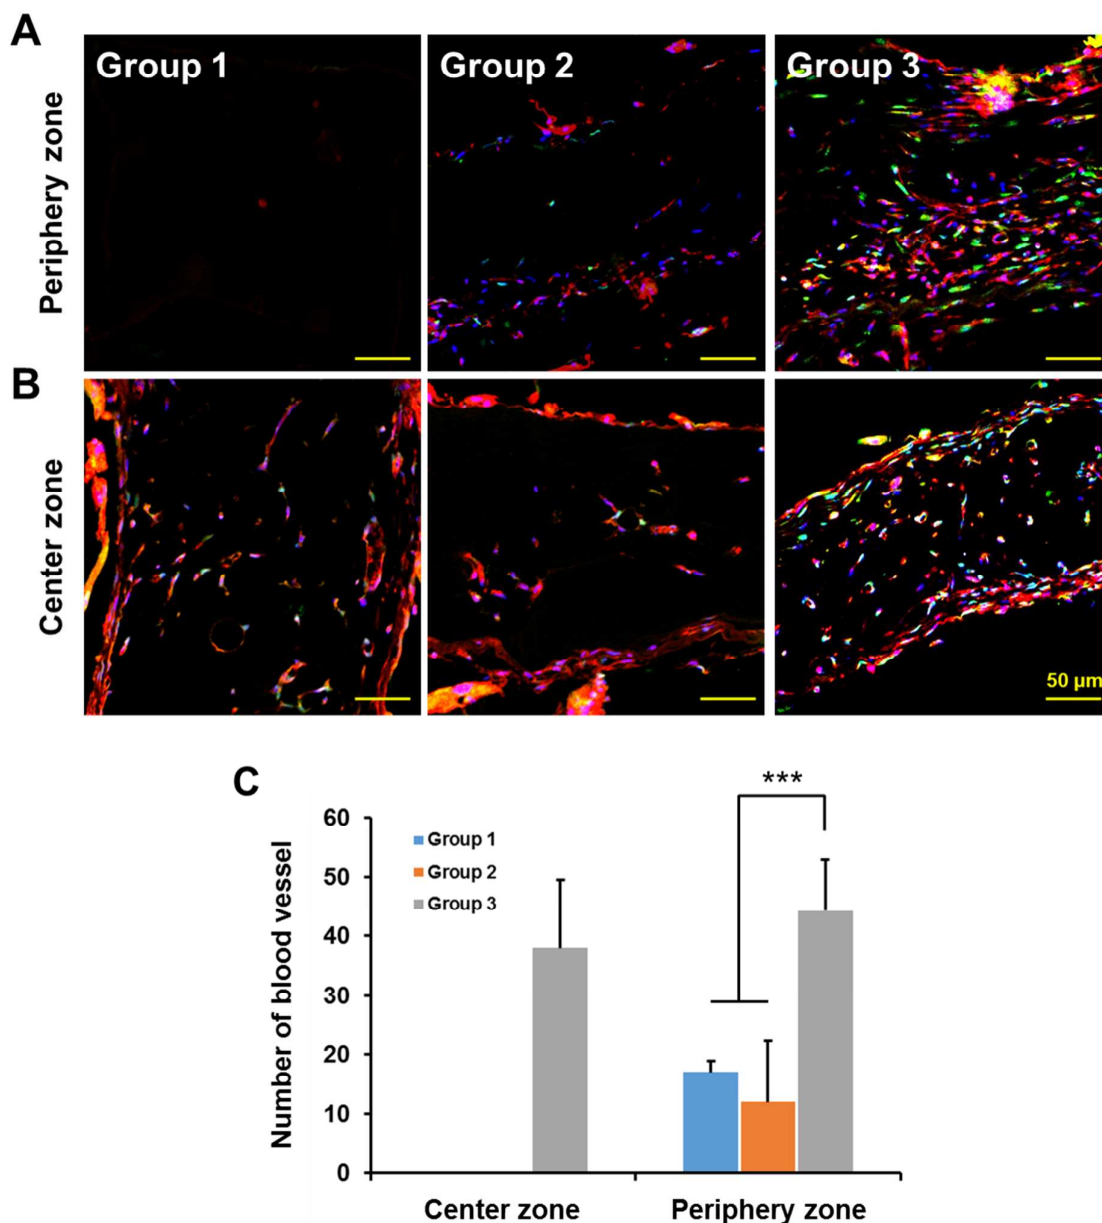 A
Group 1
Group 2
Group 3
Periphery zone
B
Center zone
50 µm
C
***
60
50
40
30
20
10
0
Number of blood vessel
Group 1
Group 2
Group 3
Center zone
Periphery zone